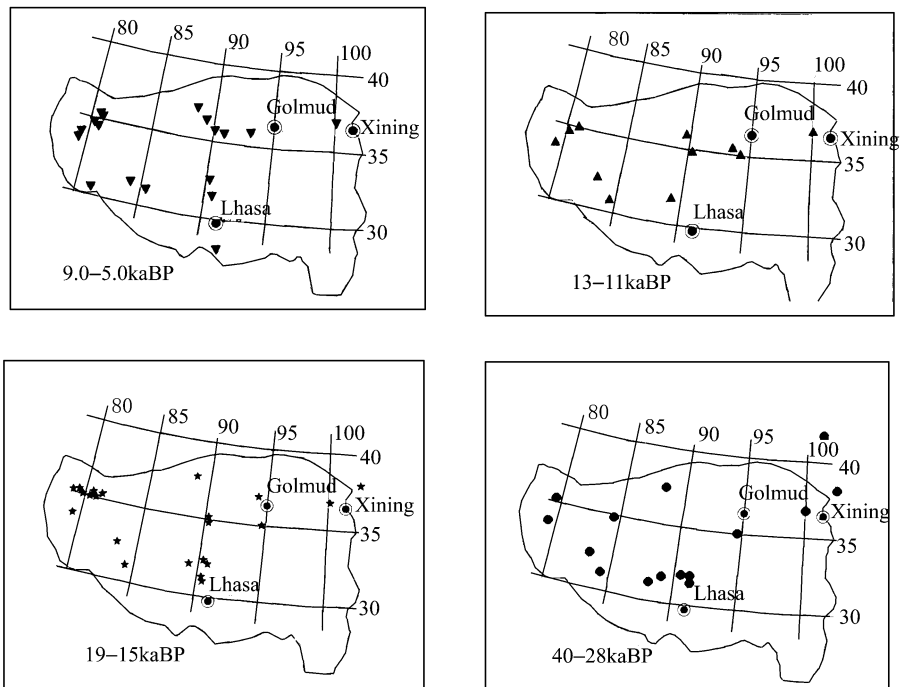 80
85
90
95
100
40
Golmud
Xining
35
Lhasa
30
9.0–5.0kaBP
80
85
90
95
100
40
Golmud
Xining
35
Lhasa
30
13–11kaBP
80
85
90
95
100
40
Golmud
Xining
35
Lhasa
30
19–15kaBP
80
85
90
95
100
40
Golmud
Xining
35
Lhasa
30
40–28kaBP